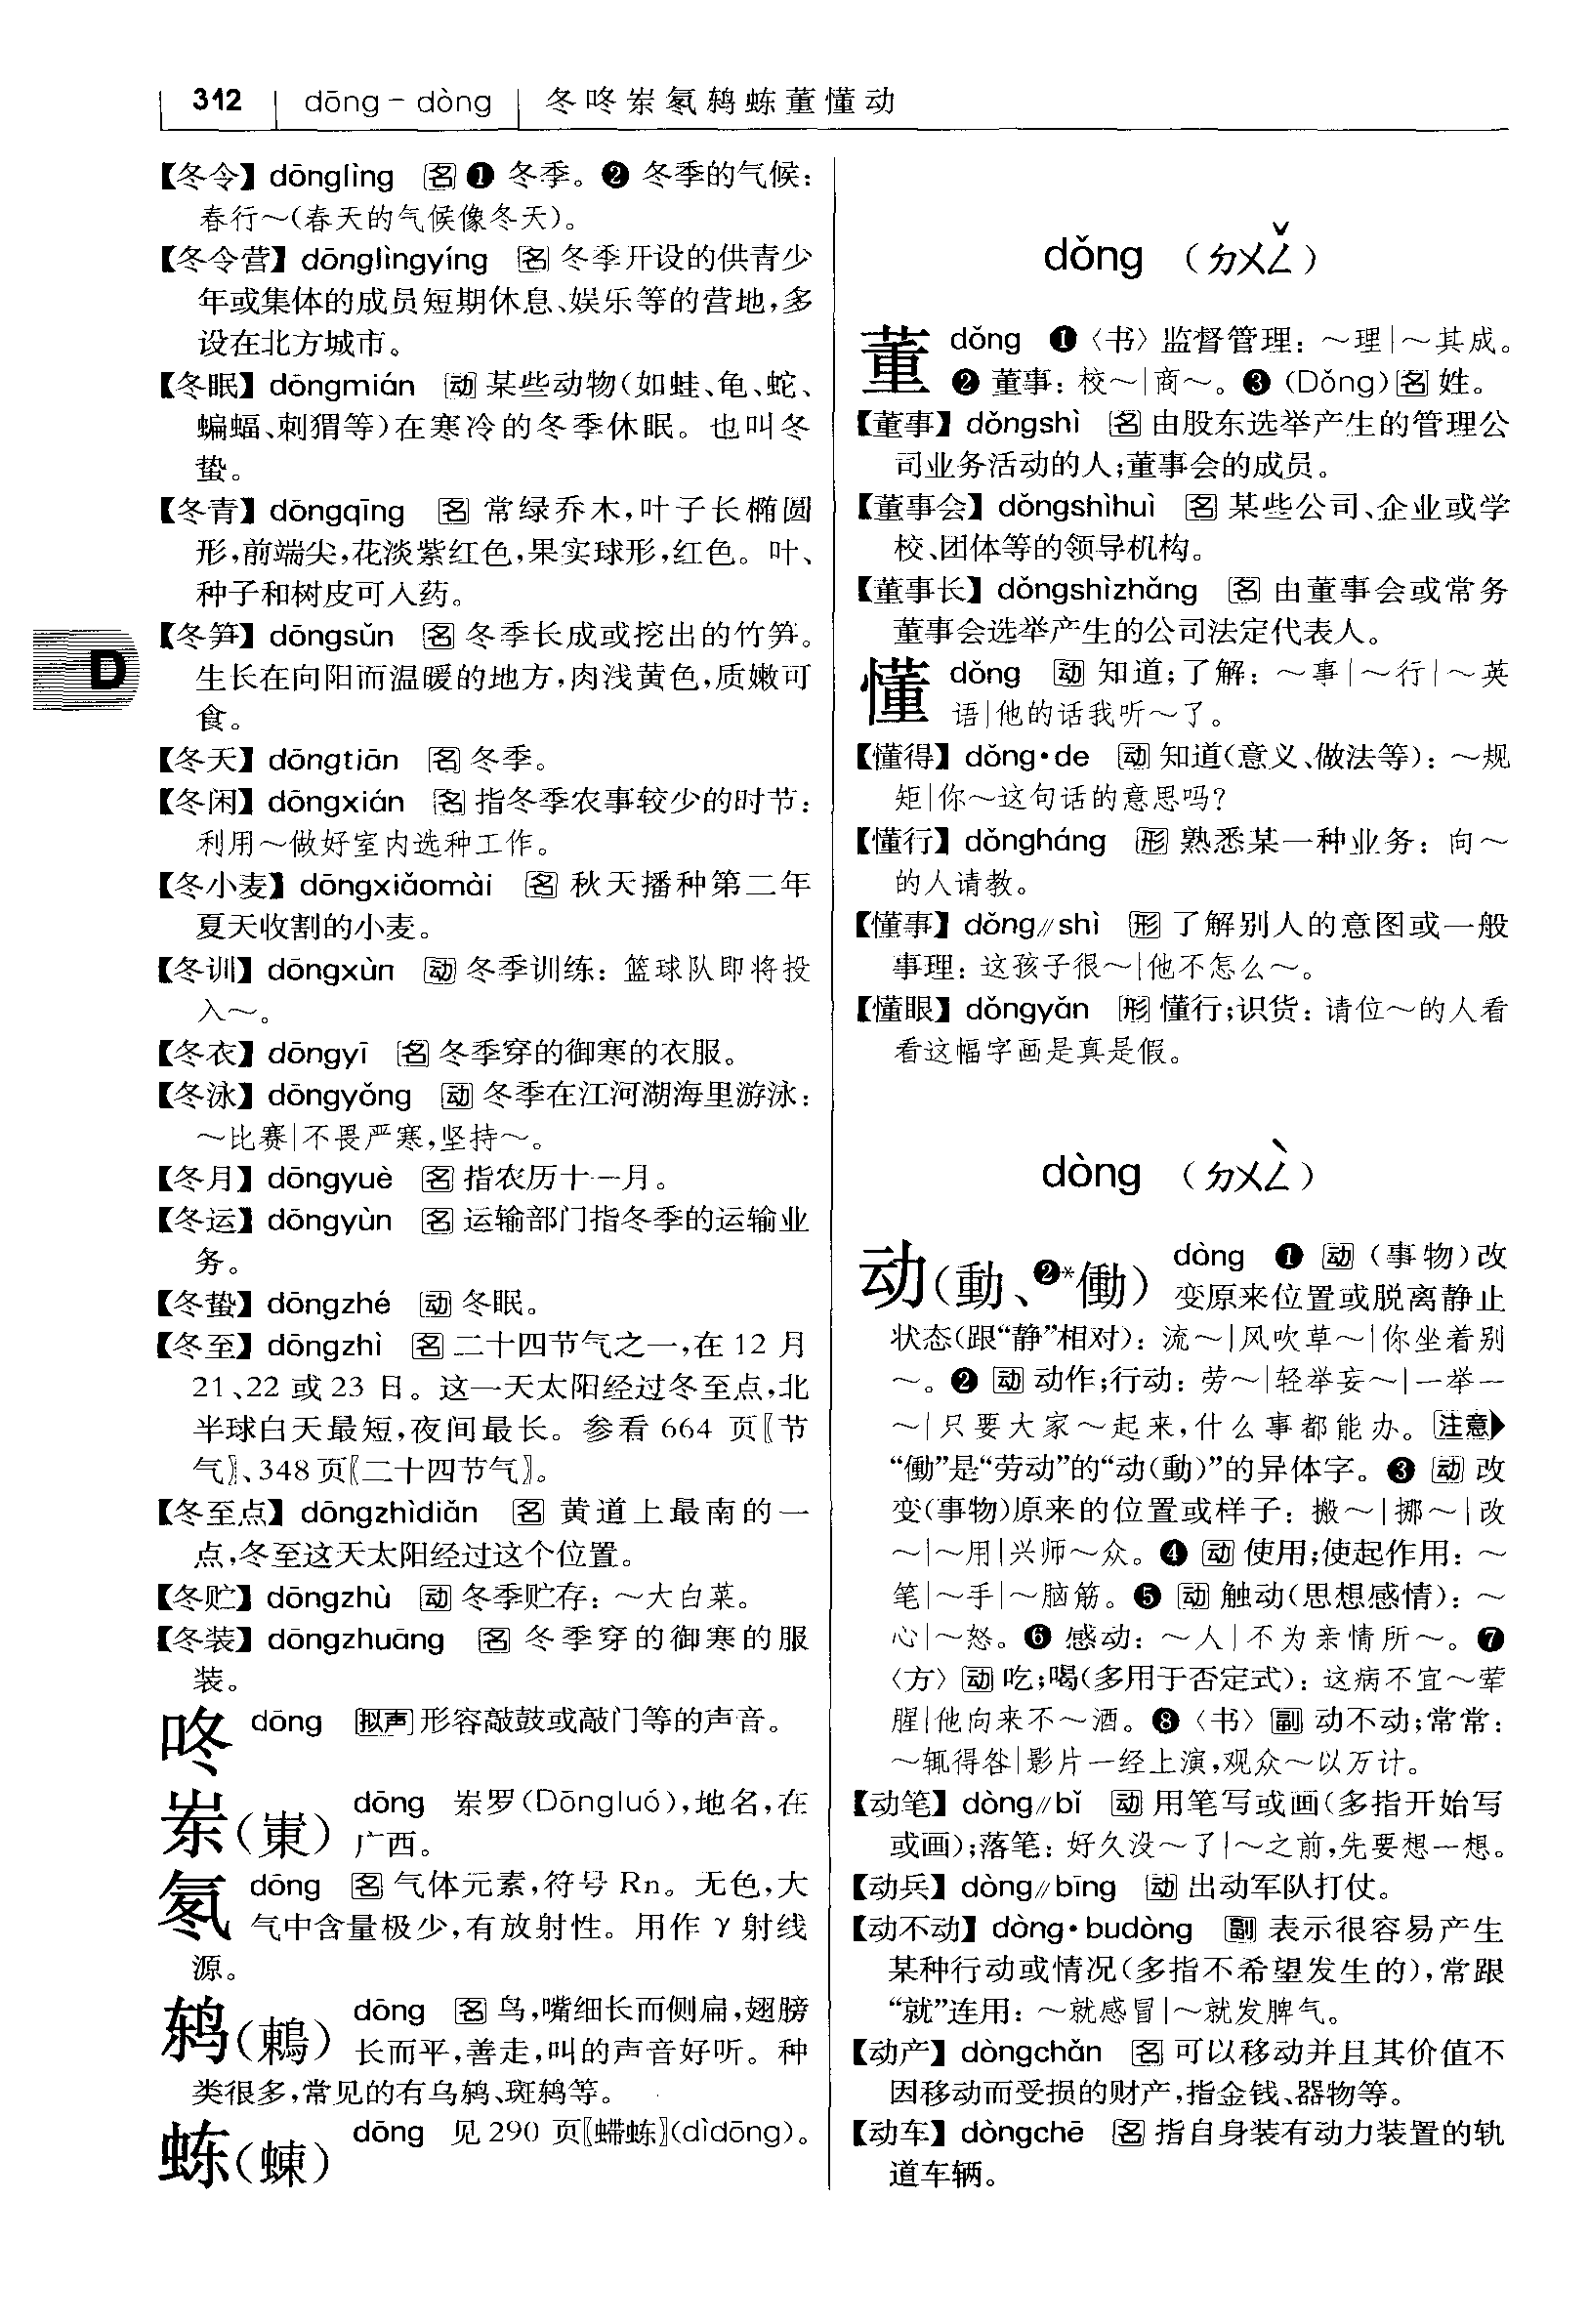 312 dōng－dòng 冬咚岽氡鸫蝀董懂动
【冬令】dōnglìng 名 ❶ 冬季。❷ 冬季的气候：
春行～（春天的气候像冬天）。
【冬令营】dōnglìngyíng 名 冬季开设的供青少
年或集体的成员短期休息、娱乐等的营地，多
设在北方城市。
【冬眠】dōngmián 动 某些动物（如蛙、龟、蛇、
蝙蝠、刺猬等）在寒冷的冬季休眠。也叫冬
蛰。
【冬青】dōngqīng 名 常绿乔木，叶子长椭圆
形，前端尖，花淡紫红色，果实球形，红色。叶、
种子和树皮可入药。
【冬笋】dōngsǔn 名 冬季长成或挖出的竹笋。
生长在向阳而温暖的地方，肉浅黄色，质嫩可
食。
【冬天】dōngtiān 名 冬季。
【冬闲】dōngxián 名 指冬季农事较少的时节：
利用～做好室内选种工作。
【冬小麦】dōngxiǎomài 名 秋天播种第二年
夏天收割的小麦。
【冬训】dōngxùn 动 冬季训练：篮球队即将投
入～。
【冬衣】dōngyī 名 冬季穿的御寒的衣服。
【冬泳】dōngyǒng 动 冬季在江河湖海里游泳：
～比赛|不畏严寒，坚持～。
【冬月】dōngyuè 名 指农历十一月。
【冬运】dōngyùn 名 运输部门指冬季的运输业
务。
【冬蛰】dōngzhé 动 冬眠。
【冬至】dōngzhì 名 二十四节气之一，在12月
21、22或23日。这一天太阳经过冬至点，北
半球白天最短，夜间最长。参看664页〖节
气〗、348页〖二十四节气〗。
【冬至点】dōngzhìdiǎn 名 黄道上最南的一
点，冬至这天太阳经过这个位置。
【冬贮】dōngzhù 动 冬季贮存：～大白菜。
【冬装】dōngzhuāng 名 冬季穿的御寒的服
装。
咚 dōng 拟声 形容敲鼓或敲门等的声音。
岽（崬） dōng 岽罗（Dōngluó），地名，在
广西。
氡 dōng 名 气体元素，符号Rn。无色，大
气中含量极少，有放射性。用作γ射线
源。
鸫（鶇） dōng 名 鸟，嘴细长而侧扁，翅膀
长而平，善走，叫的声音好听。种
类很多，常见的有乌鸫、斑鸫等。
𬟽（蝀） dōng 见290页〖䗖𬟽〗（dìdōng）。
D
dǒng （ㄉㄨㄥˇ）
董 dǒng ❶〈书〉监督管理：～理|～其成。
❷ 董事：校～|商～。❸（Dǒng）名 姓。
【董事】dǒngshì 名 由股东选举产生的管理公
司业务活动的人；董事会的成员。
【董事会】dǒngshìhuì 名 某些公司、企业或学
校、团体等的领导机构。
【董事长】dǒngshìzhǎng 名 由董事会或常务
董事会选举产生的公司法定代表人。
懂 dǒng 动 知道；了解：～事|～行|～英
语|他的话我听～了。
【懂得】dǒng·de 动 知道（意义、做法等）：～规
矩|你～这句话的意思吗？
【懂行】dǒngháng 形 熟悉某一种业务：向～
的人请教。
【懂事】dǒng//shì 形 了解别人的意图或一般
事理：这孩子很～|他不怎么～。
【懂眼】dǒngyǎn 形 懂行；识货：请位～的人看
看这幅字画是真是假。
dòng （ㄉㄨㄥˋ）
动（動、❷*働） dòng ❶ 动（事物）改
变原来位置或脱离静止
状态（跟“静”相对）：流～|风吹草～|你坐着别
～。❷ 动 动作；行动：劳～|轻举妄～|一举一
～|只要大家～起来，什么事都能办。注意
“働”是“劳动”的“动（動）”的异体字。❸ 动 改
变（事物）原来的位置或样子：搬～|挪～|改
～|～用|兴师～众。❹ 动 使用；使起作用：～
笔|～手|～脑筋。❺ 动 触动（思想感情）：～
心|～怒。❻ 感动：～人|不为亲情所～。❼
〈方〉动 吃；喝（多用于否定式）：这病不宜～荤
腥|他向来不～酒。❽〈书〉副 动不动；常常：
～辄得咎|影片一经上演，观众～以万计。
【动笔】dòng//bǐ 动 用笔写或画（多指开始写
或画）；落笔：好久没～了|～之前，先要想一想。
【动兵】dòng//bīng 动 出动军队打仗。
【动不动】dòng·budòng 副 表示很容易产生
某种行动或情况（多指不希望发生的），常跟
“就”连用：～就感冒|～就发脾气。
【动产】dòngchǎn 名 可以移动并且其价值不
因移动而受损的财产，指金钱、器物等。
【动车】dòngchē 名 指自身装有动力装置的轨
道车辆。